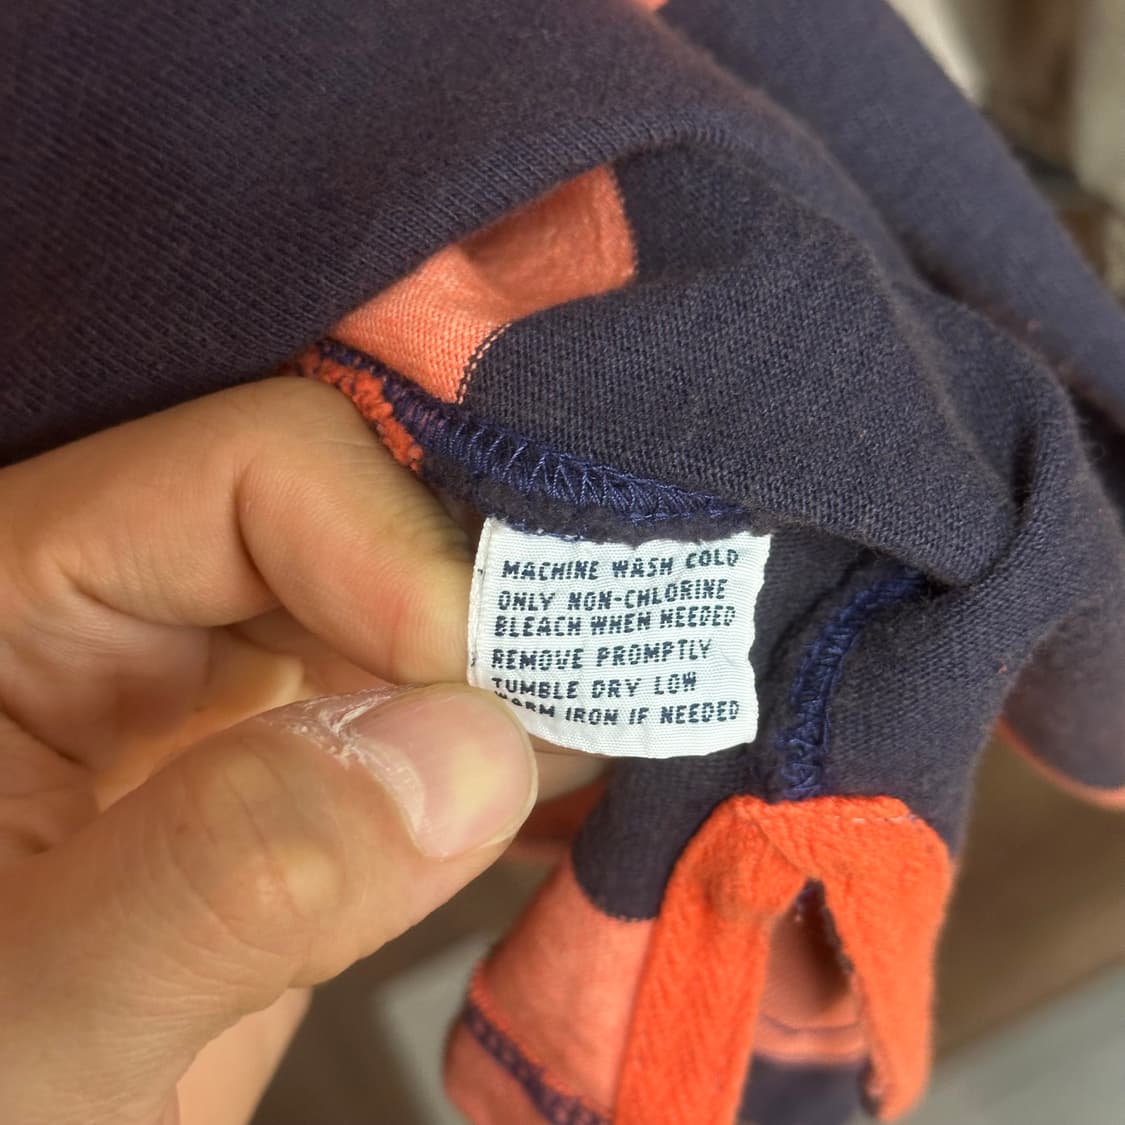 MACHINE WASH COLD
ONLY NON-CHLORINE
BLEACH WHEN NEEDED
REMOVE PROMPTLY
TUMBLE DRY LOW
WARM IRON IF NEEDED